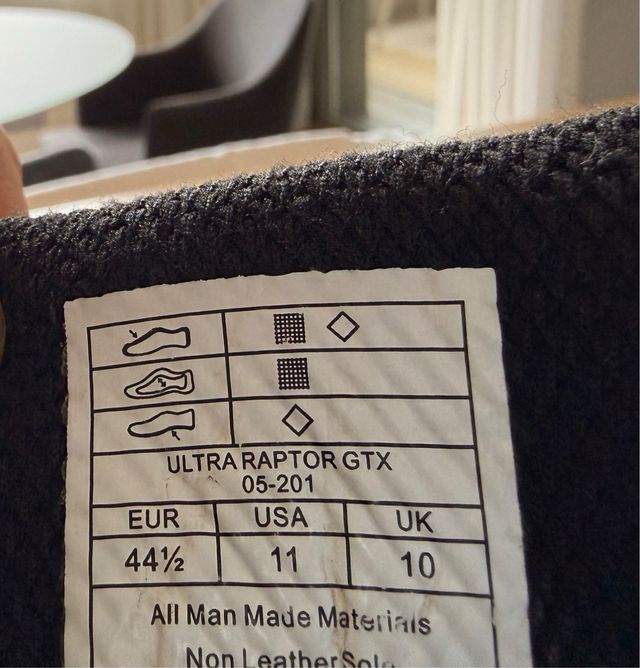 ULTRA RAPTOR GTX
05-201
EUR USA UK
44½ 11 10
All Man Made Materials
Non Leather Sole